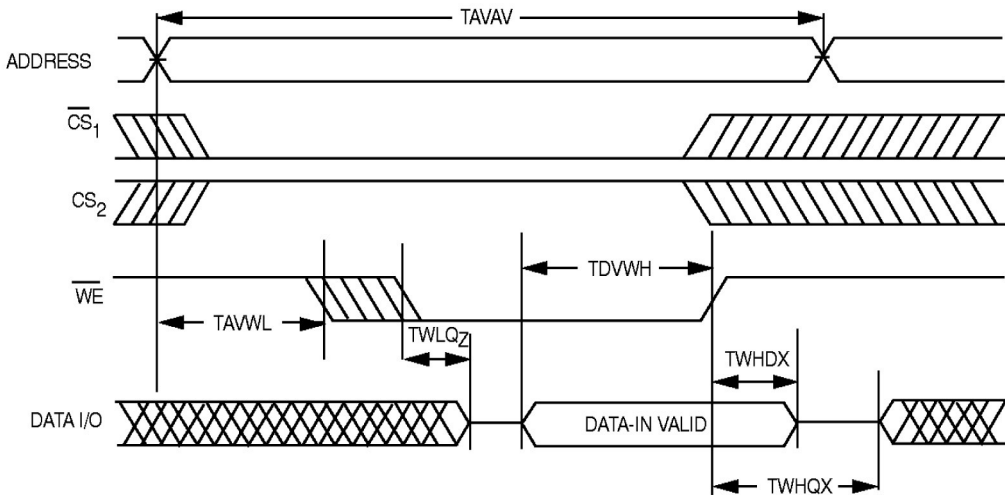 TAVAV
ADDRESS
CS1
CS2
TDVWH
WE
TAVWL
TWLQZ
TWHDX
DATA I/O
DATA-IN VALID
TWHQX